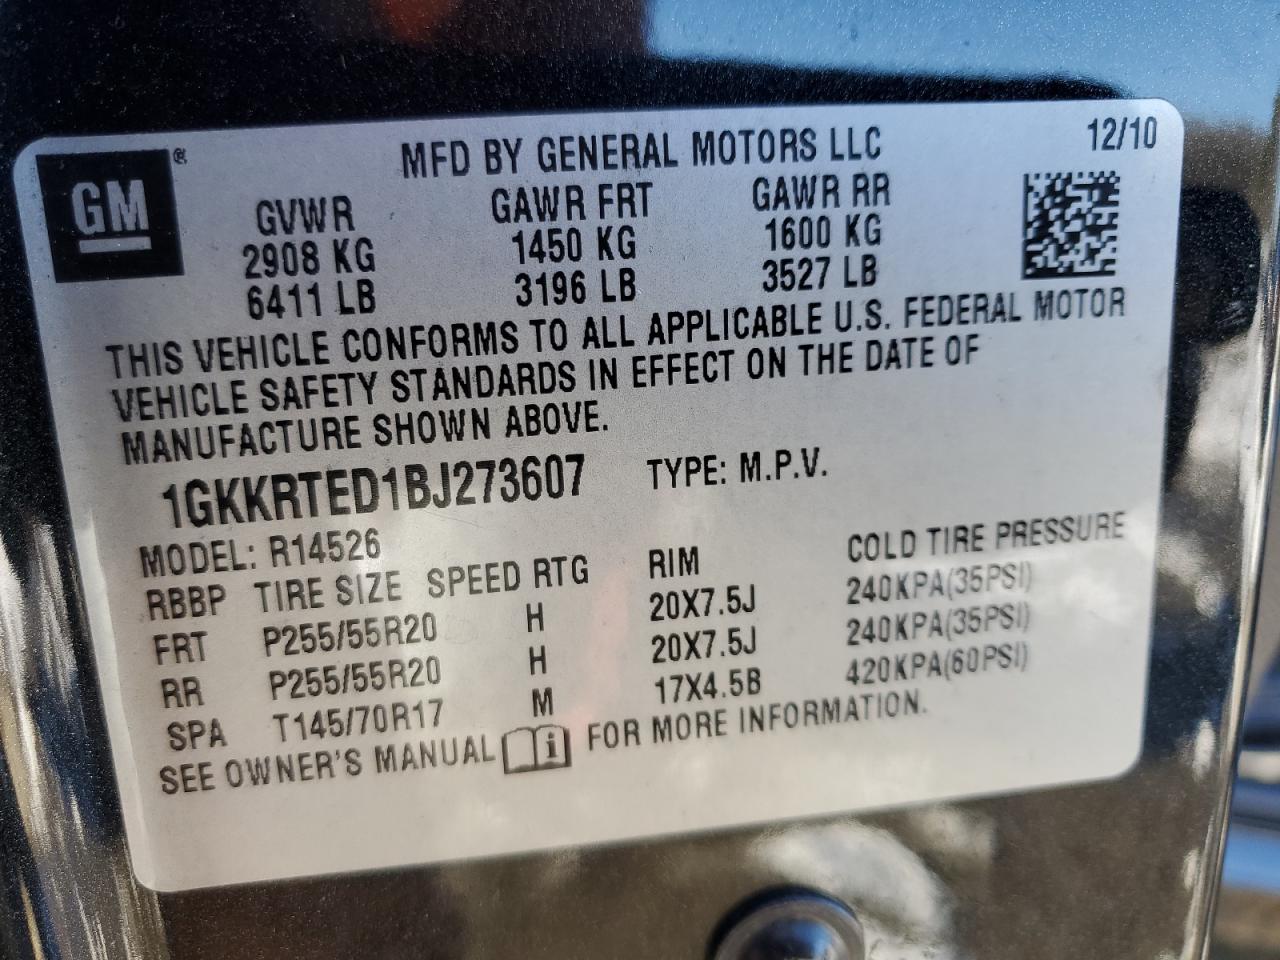 GM ®
MFD BY GENERAL MOTORS LLC 12/10
GVWR GAWR FRT GAWR RR
2908 KG 1450 KG 1600 KG
6411 LB 3196 LB 3527 LB
THIS VEHICLE CONFORMS TO ALL APPLICABLE U.S. FEDERAL MOTOR
VEHICLE SAFETY STANDARDS IN EFFECT ON THE DATE OF
MANUFACTURE SHOWN ABOVE.
1GKKRTED1BJ273607 TYPE: M.P.V.
MODEL: R14526
RBBP TIRE SIZE SPEED RTG RIM COLD TIRE PRESSURE
FRT P255/55R20 H 20X7.5J 240KPA(35PSI)
RR P255/55R20 H 20X7.5J 240KPA(35PSI)
SPA T145/70R17 M 17X4.5B 420KPA(60PSI)
SEE OWNER'S MANUAL i FOR MORE INFORMATION.